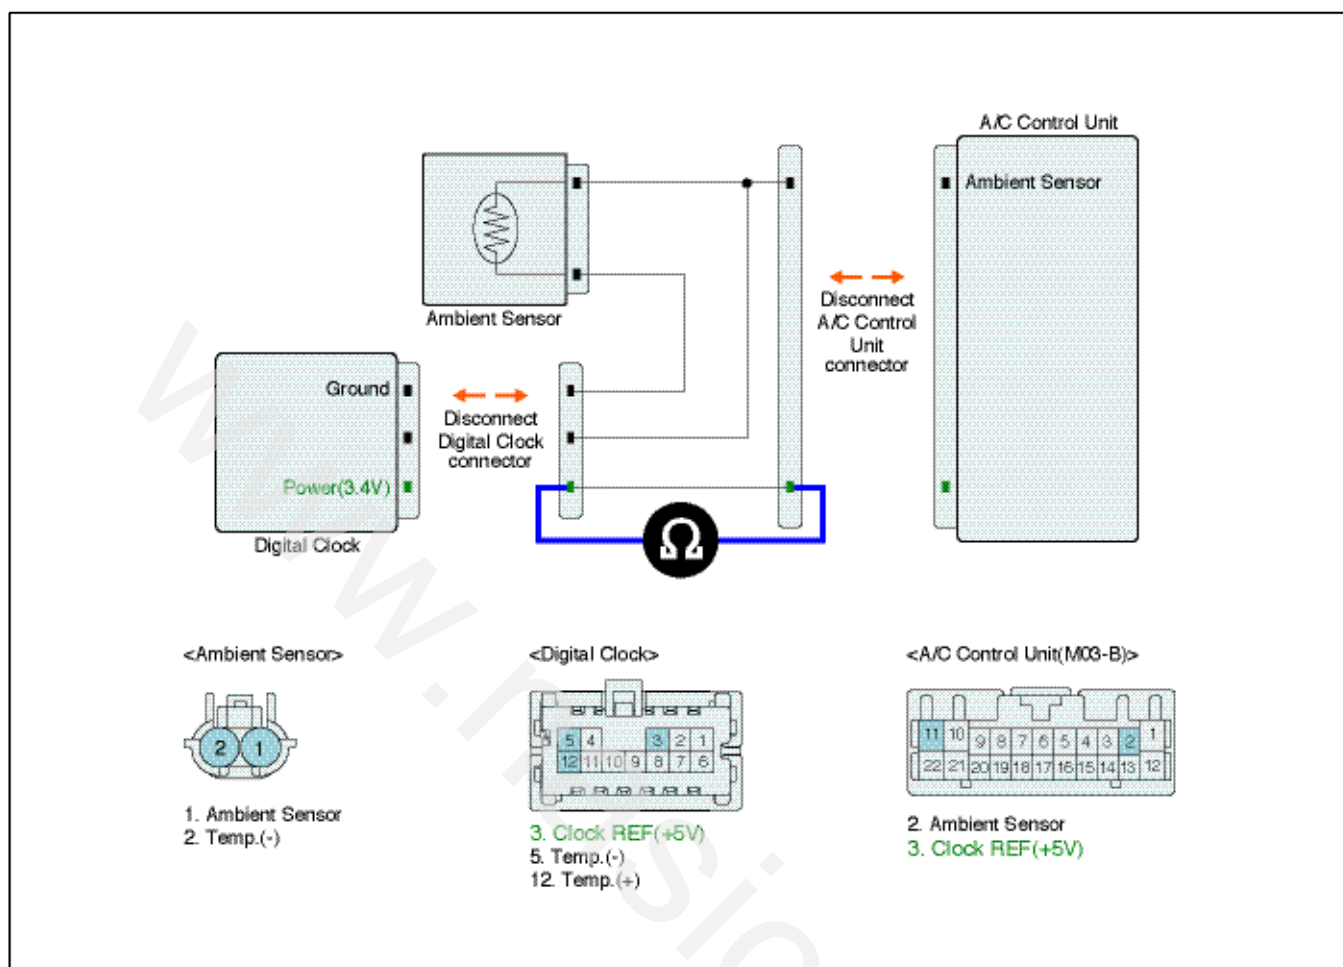 A/C Control Unit
Ambient Sensor
Ambient Sensor
Disconnect
A/C Control
Unit
connector
Ground
Disconnect
Digital Clock
connector
Power(3.4V)
Digital Clock
Ω
<Ambient Sensor>
<Digital Clock>
<A/C Control Unit(M03-B)>
2 1
5 4 3 2 1
12 11 10 9 8 7 6
11 10 9 8 7 6 5 4 3 2 1
22 21 20 19 18 17 16 15 14 13 12
1. Ambient Sensor
2. Temp.(-)
3. Clock REF(+5V)
5. Temp.(-)
12. Temp.(+)
2. Ambient Sensor
3. Clock REF(+5V)